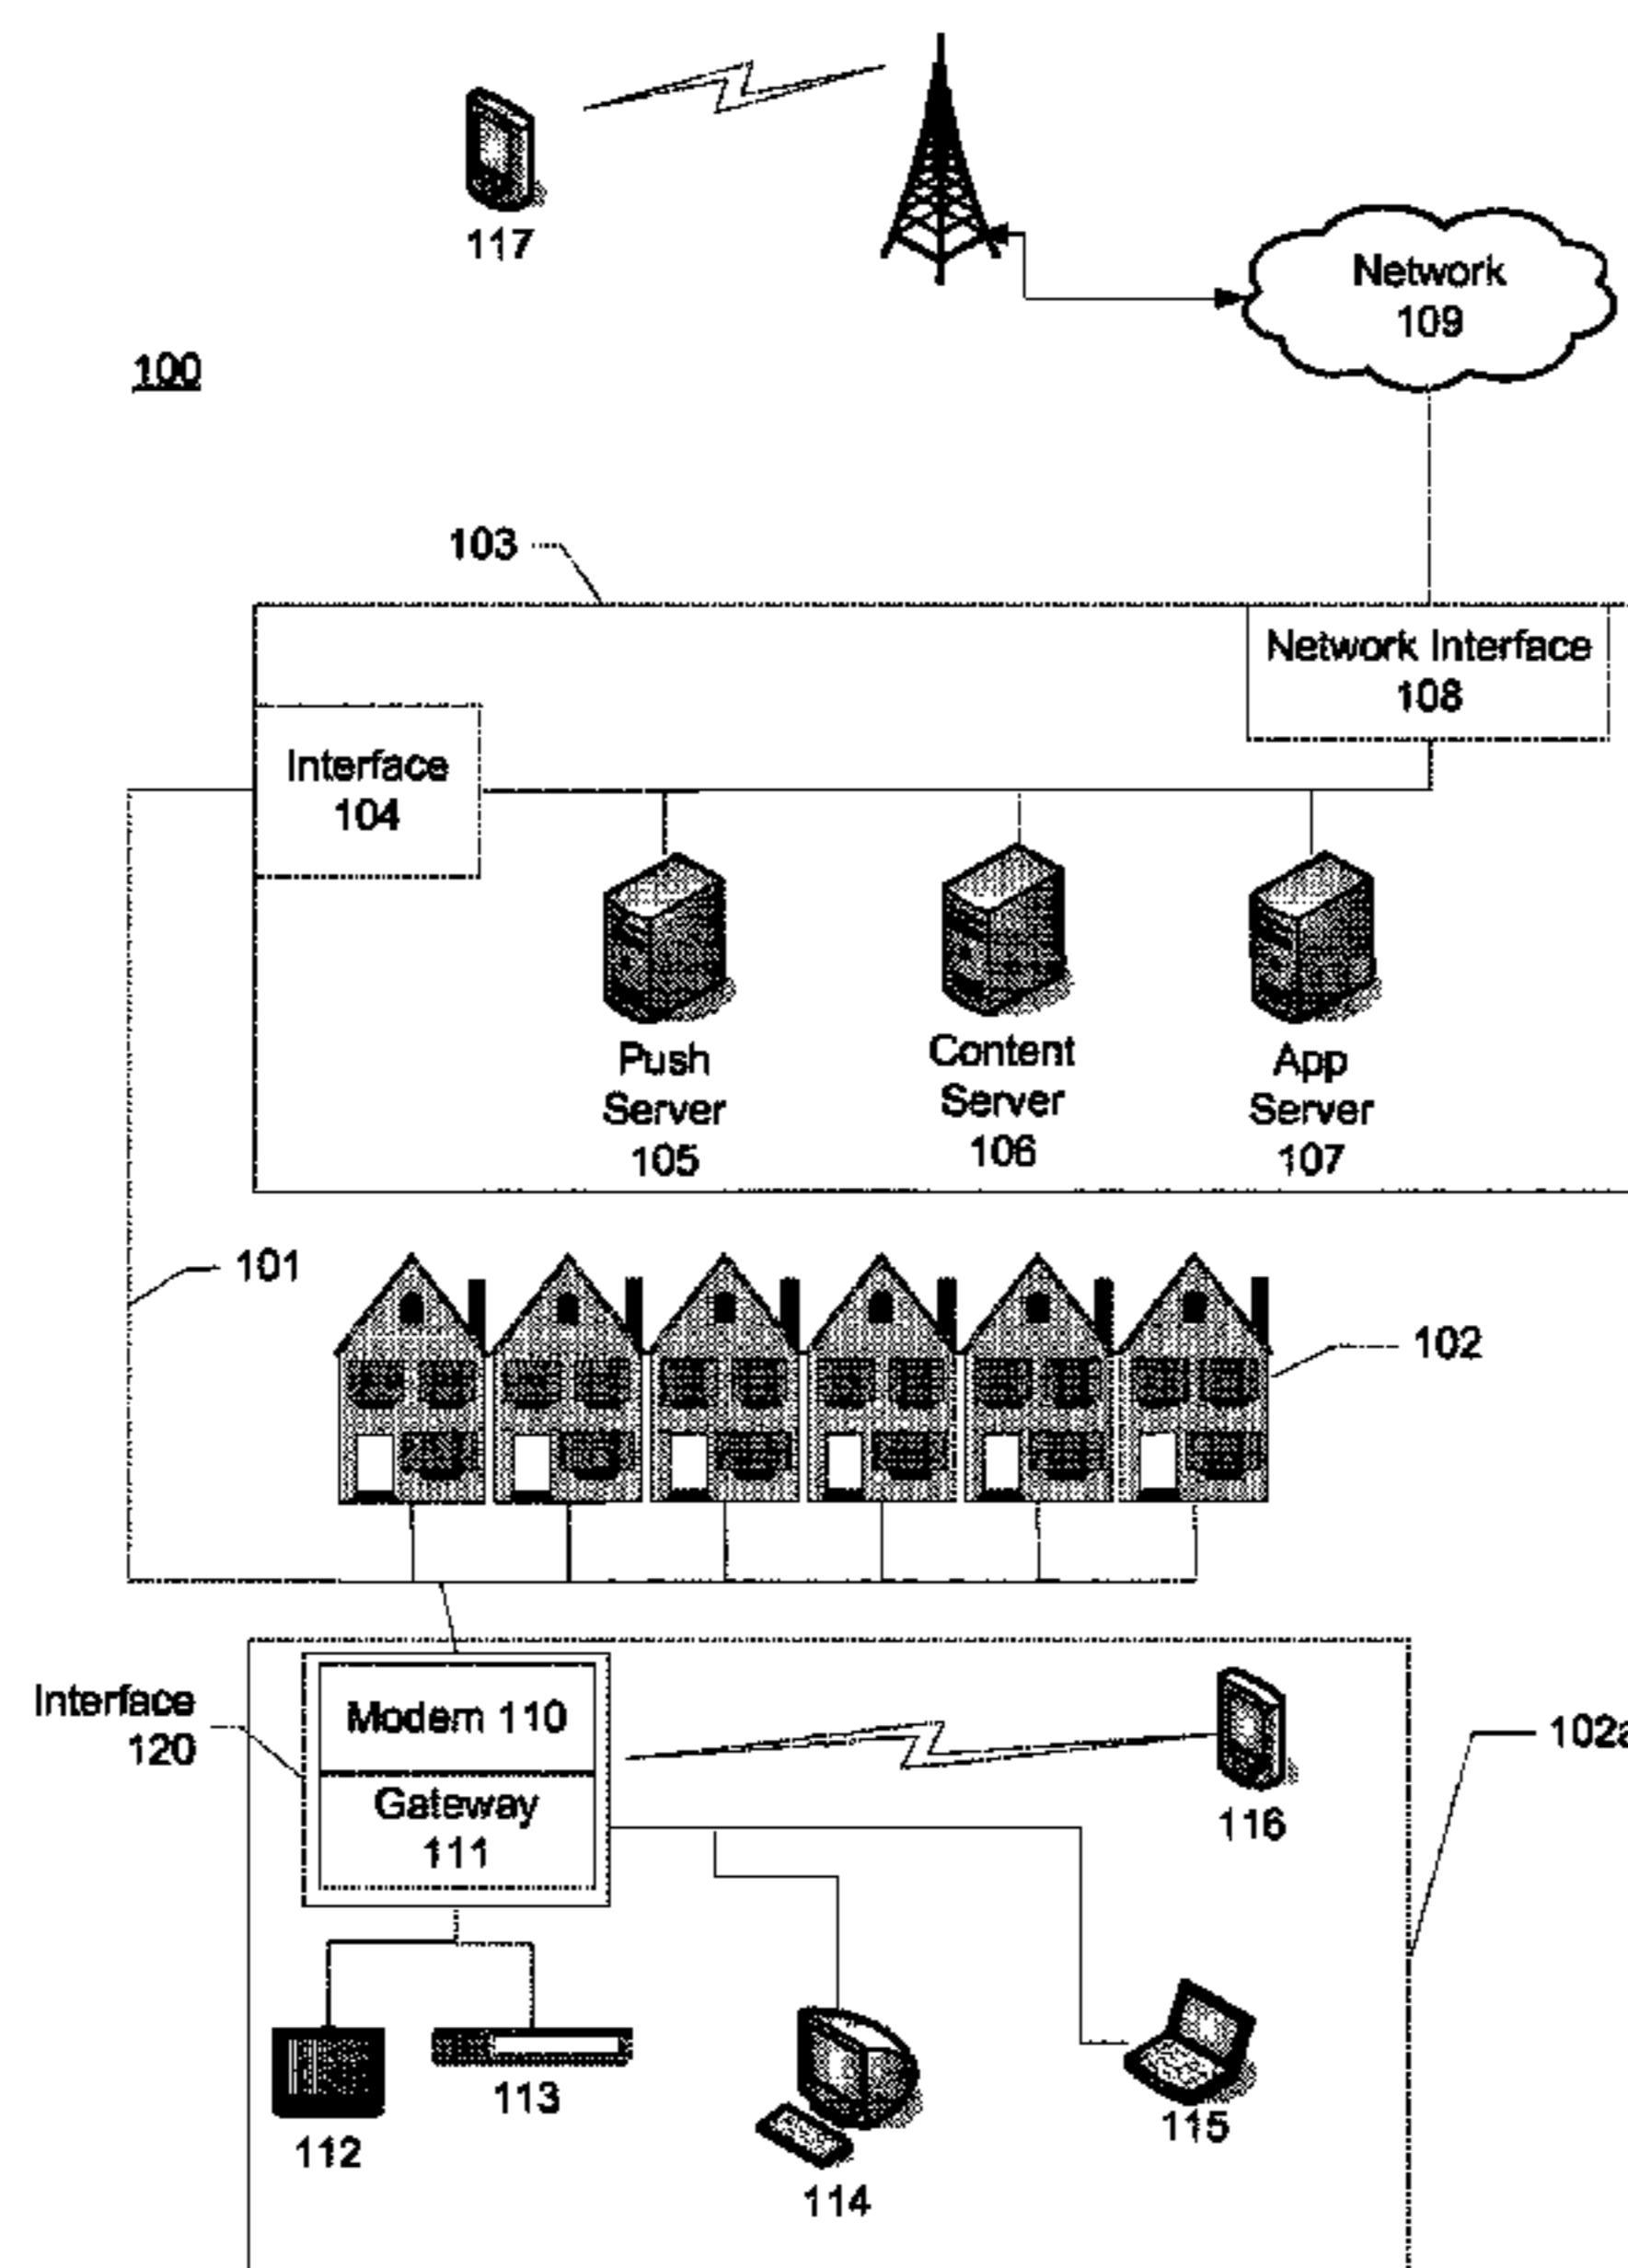 117
Network
109
100
103
Network Interface
108
Interface
104
Push
Server
105
Content
Server
106
App
Server
107
101
102
Interface
120
Modem 110
Gateway
111
116
102a
112
113
114
115